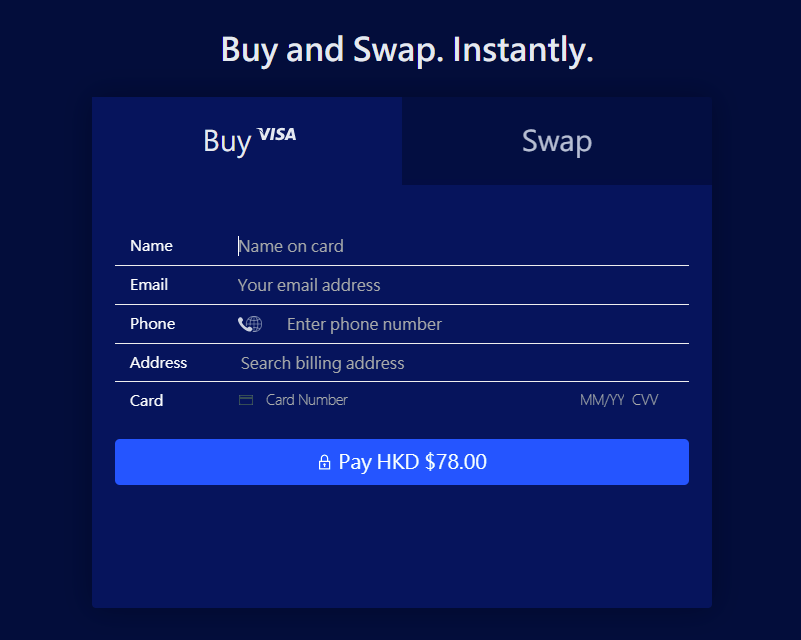 Buy and Swap. Instantly.
Buy VISA
Swap
Name Name on card
Email Your email address
Phone Enter phone number
Address Search billing address
Card Card Number MM/YY CVV
Pay HKD $78.00